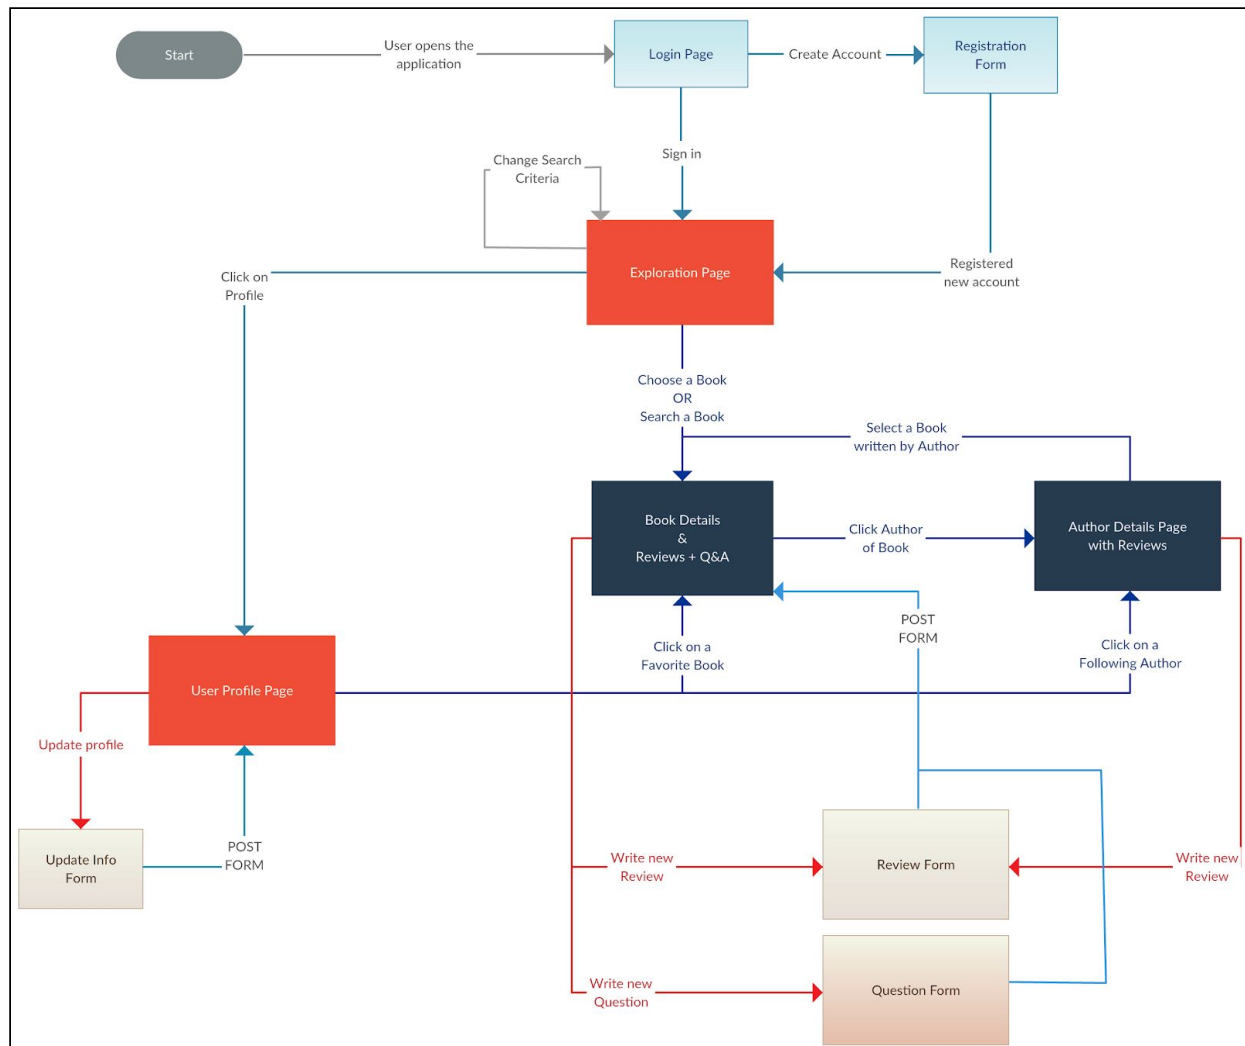 Start
User opens the
application
Login Page
Create Account
Registration
Form
Sign in
Change Search
Criteria
Exploration Page
Registered
new account
Click on
Profile
Choose a Book
OR
Search a Book
Select a Book
written by Author
Book Details
&
Reviews + Q&A
Click Author
of Book
Author Details Page
with Reviews
POST
FORM
Click on a
Favorite Book
Click on a
Following Author
User Profile Page
Update profile
Update Info
Form
POST
FORM
Write new
Review
Review Form
Write new
Review
Write new
Question
Question Form